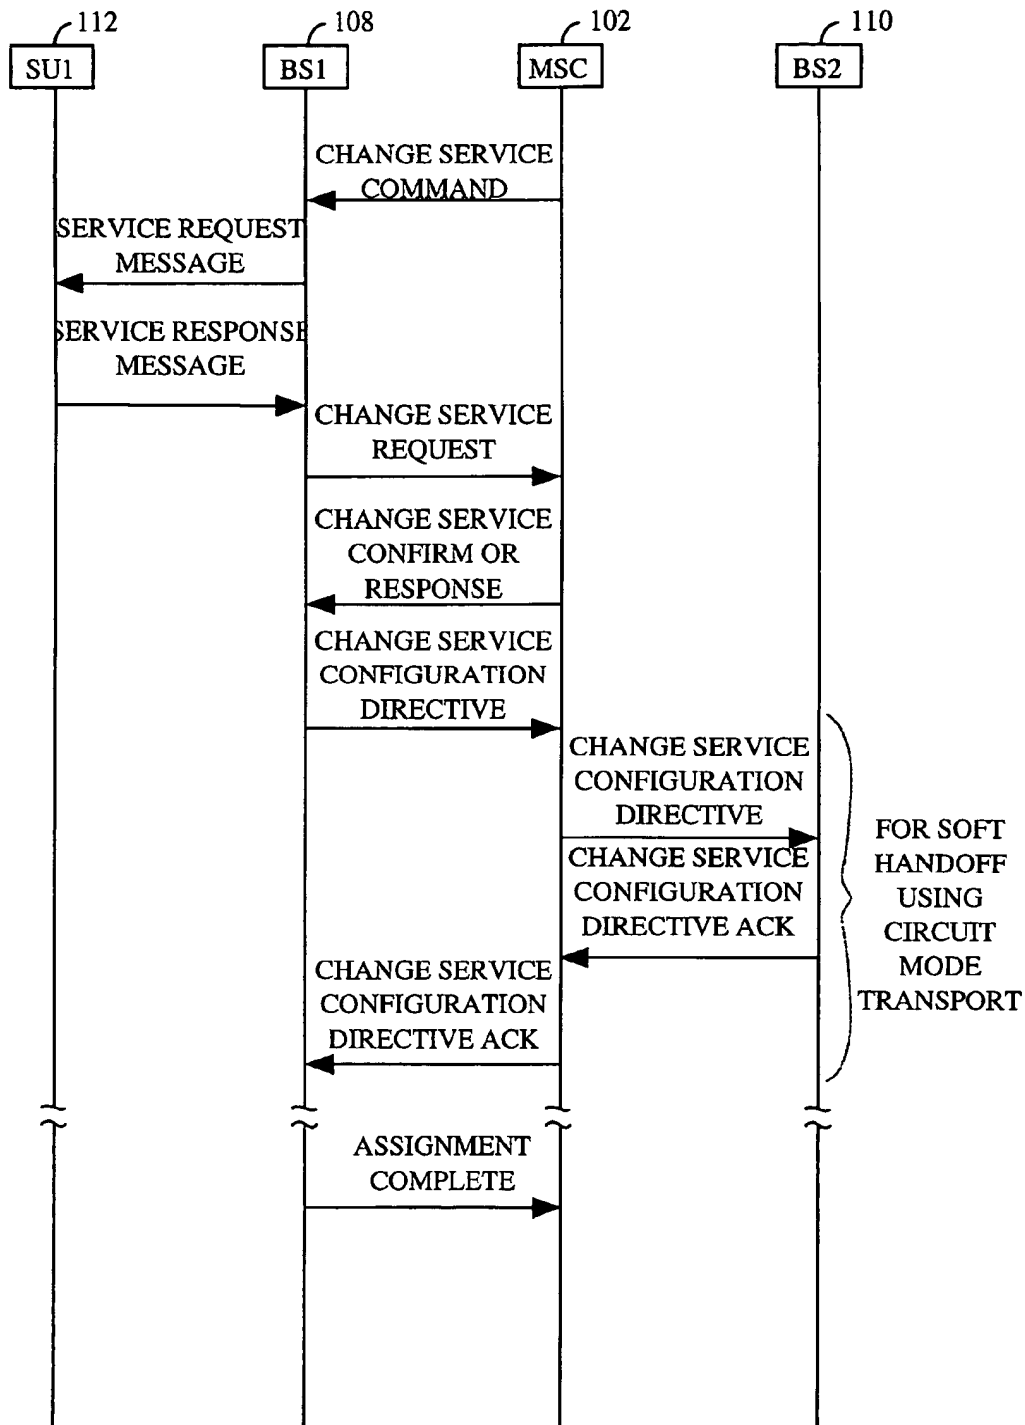 112
108
102
110
SU1
BS1
MSC
BS2
CHANGE SERVICE
COMMAND
SERVICE REQUEST
MESSAGE
SERVICE RESPONSE
MESSAGE
CHANGE SERVICE
REQUEST
CHANGE SERVICE
CONFIRM OR
RESPONSE
CHANGE SERVICE
CONFIGURATION
DIRECTIVE
CHANGE SERVICE
CONFIGURATION
DIRECTIVE
CHANGE SERVICE
CONFIGURATION
DIRECTIVE ACK
FOR SOFT
HANDOFF
USING
CIRCUIT
MODE
TRANSPORT
CHANGE SERVICE
CONFIGURATION
DIRECTIVE ACK
ASSIGNMENT
COMPLETE